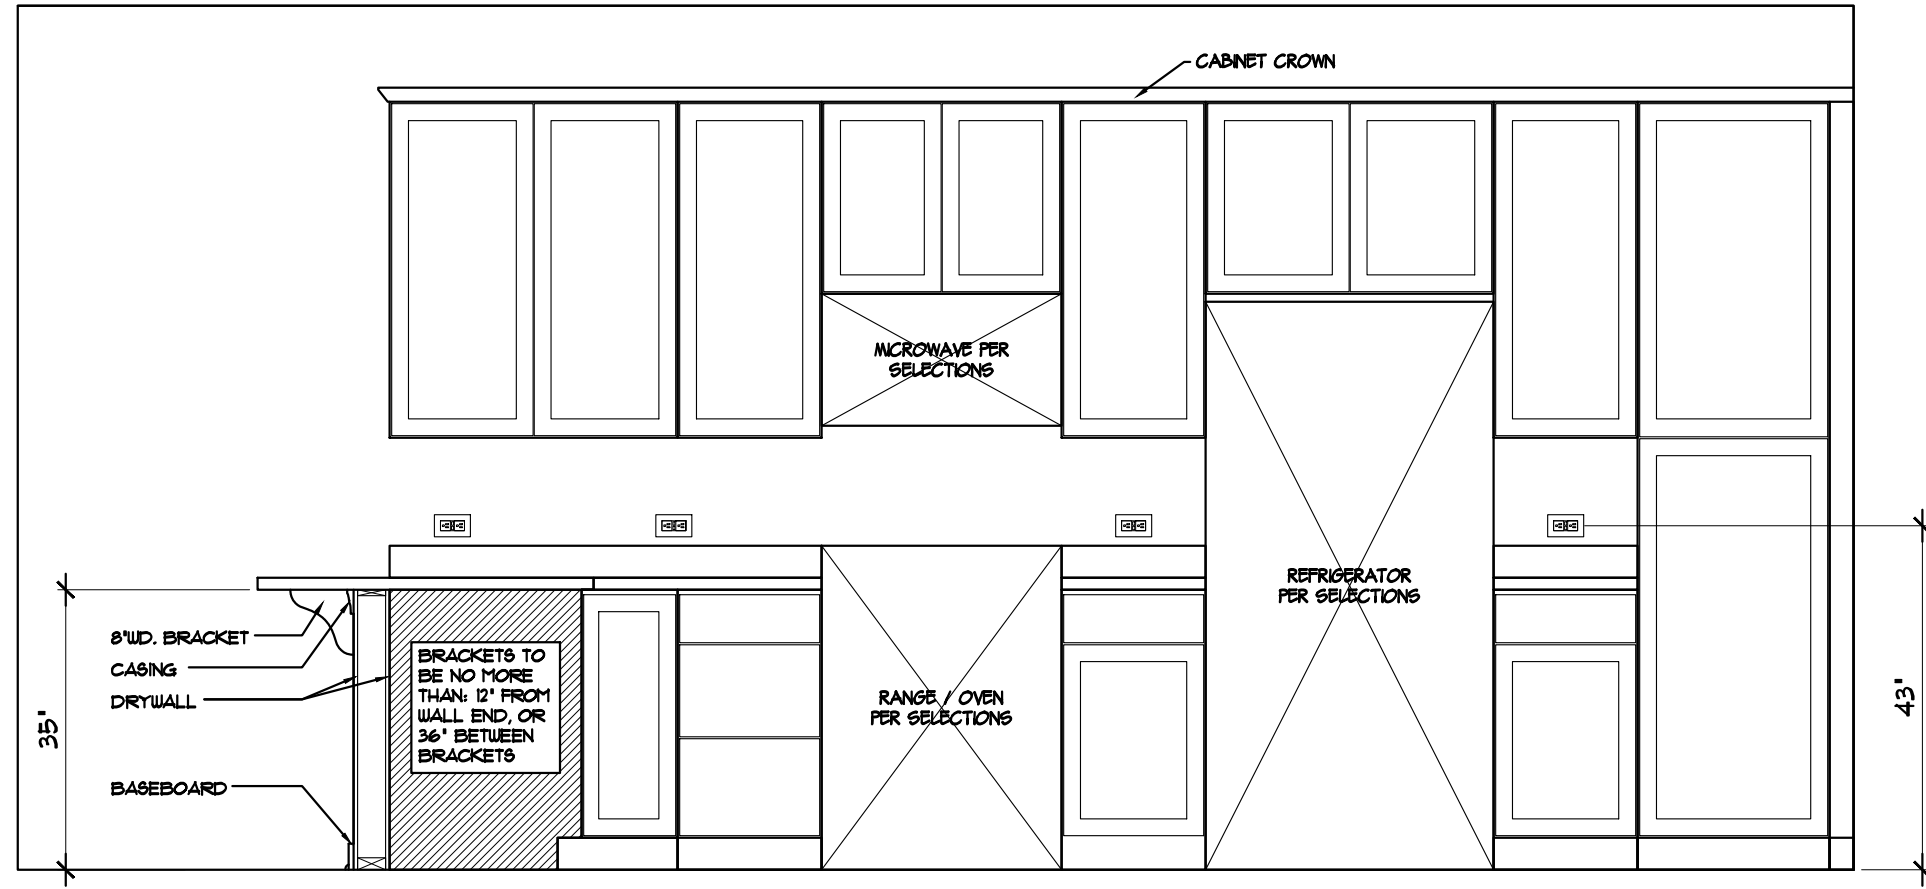 CABINET CROWN
MICROWAVE PER
SELECTIONS
REFRIGERATOR
PER SELECTIONS
8"WD. BRACKET
CASING
DRYWALL
BASEBOARD
35"
BRACKETS TO
BE NO MORE
THAN: 12" FROM
WALL END, OR
36" BETWEEN
BRACKETS
RANGE / OVEN
PER SELECTIONS
43"